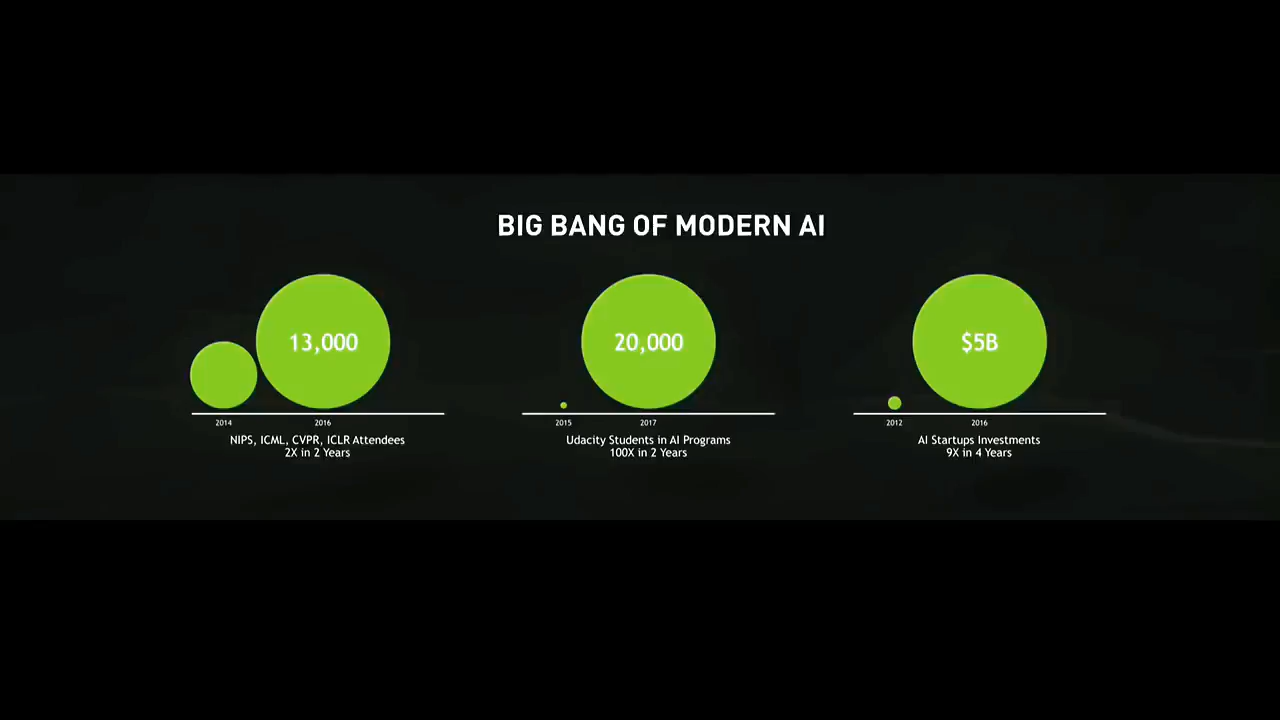 BIG BANG OF MODERN AI
13,000
2014
2016
NIPS, ICML, CVPR, ICLR Attendees
2X in 2 Years
20,000
2015
2017
Udacity Students in AI Programs
100X in 2 Years
$5B
2012
2016
AI Startups Investments
9X in 4 Years